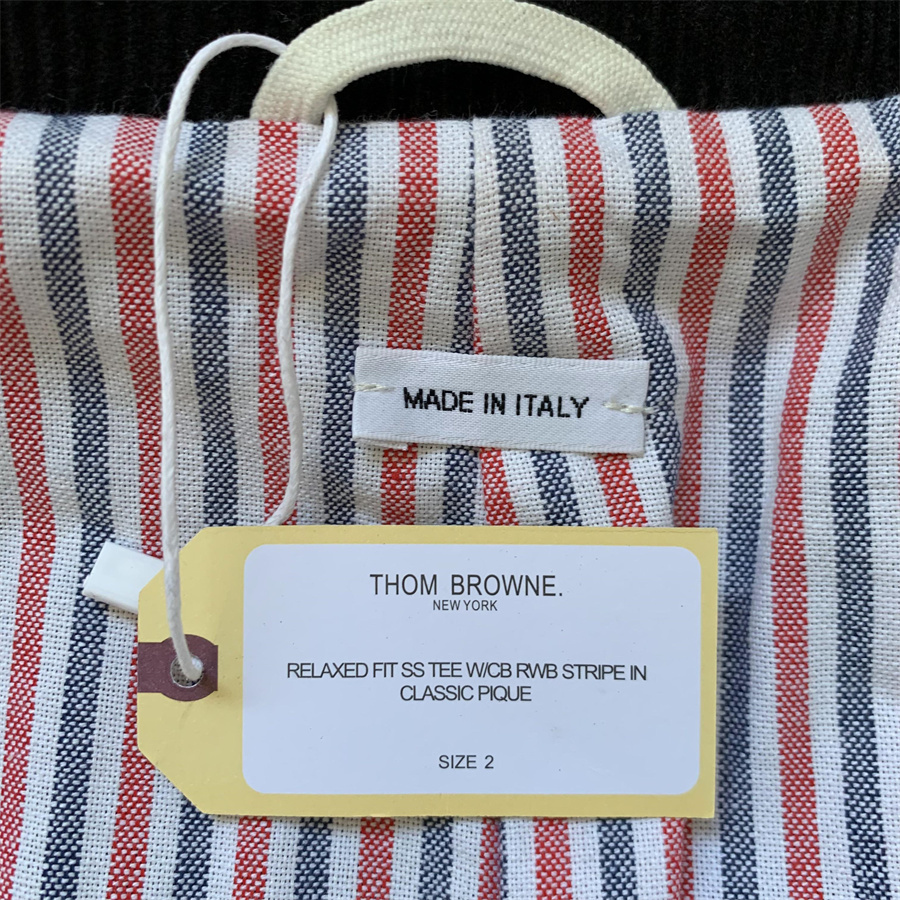 MADE IN ITALY
THOM BROWNE.
NEW YORK
RELAXED FIT SS TEE W/CB RWB STRIPE IN
CLASSIC PIQUE
SIZE 2